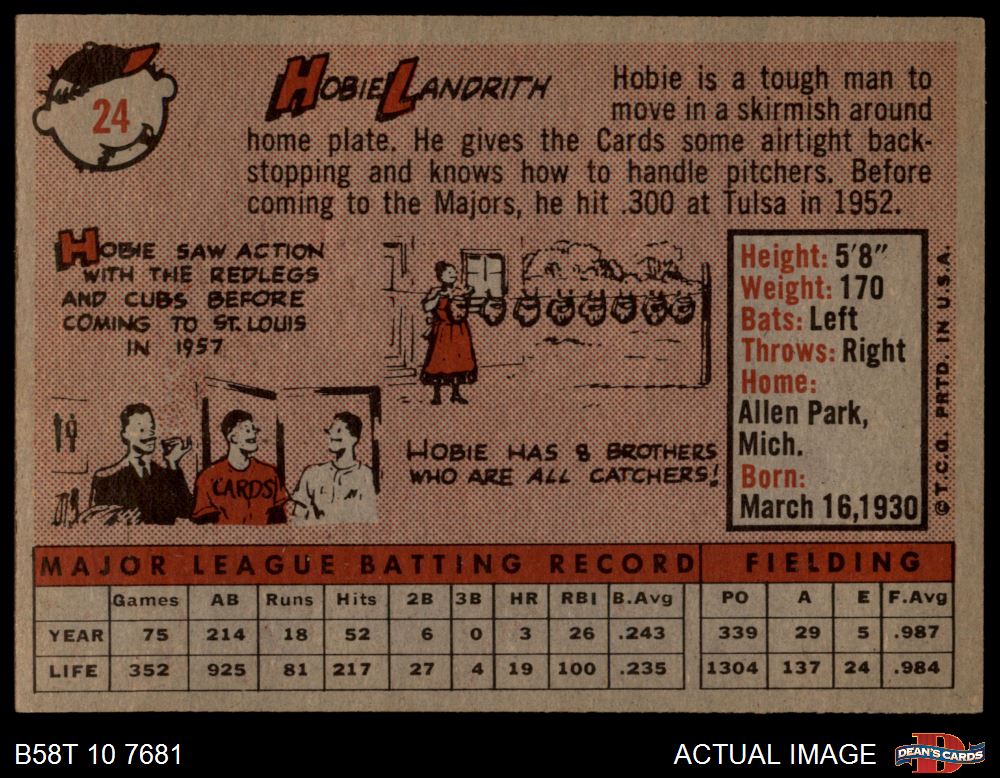 24
HOBIE LANDRITH
Hobie is a tough man to
move in a skirmish around
home plate. He gives the Cards some airtight back-
stopping and knows how to handle pitchers. Before
coming to the Majors, he hit .300 at Tulsa in 1952.
HOBIE SAW ACTION
WITH THE REDLEGS
AND CUBS BEFORE
COMING TO ST. LOUIS
IN 1957
CARDS
HOBIE HAS 8 BROTHERS
WHO ARE ALL CATCHERS!
Height: 5'8"
Weight: 170
Bats: Left
Throws: Right
Home:
Allen Park,
Mich.
Born:
March 16, 1930
© T.C.G. PRTD. IN U.S.A.
MAJOR LEAGUE BATTING RECORD FIELDING
Games AB Runs Hits 2B 3B HR RBI B.Avg PO A E F.Avg
YEAR 75 214 18 52 6 0 3 26 .243 339 29 5 .987
LIFE 352 925 81 217 27 4 19 100 .235 1304 137 24 .984
B58T 10 7681 ACTUAL IMAGE DEAN'S CARDS